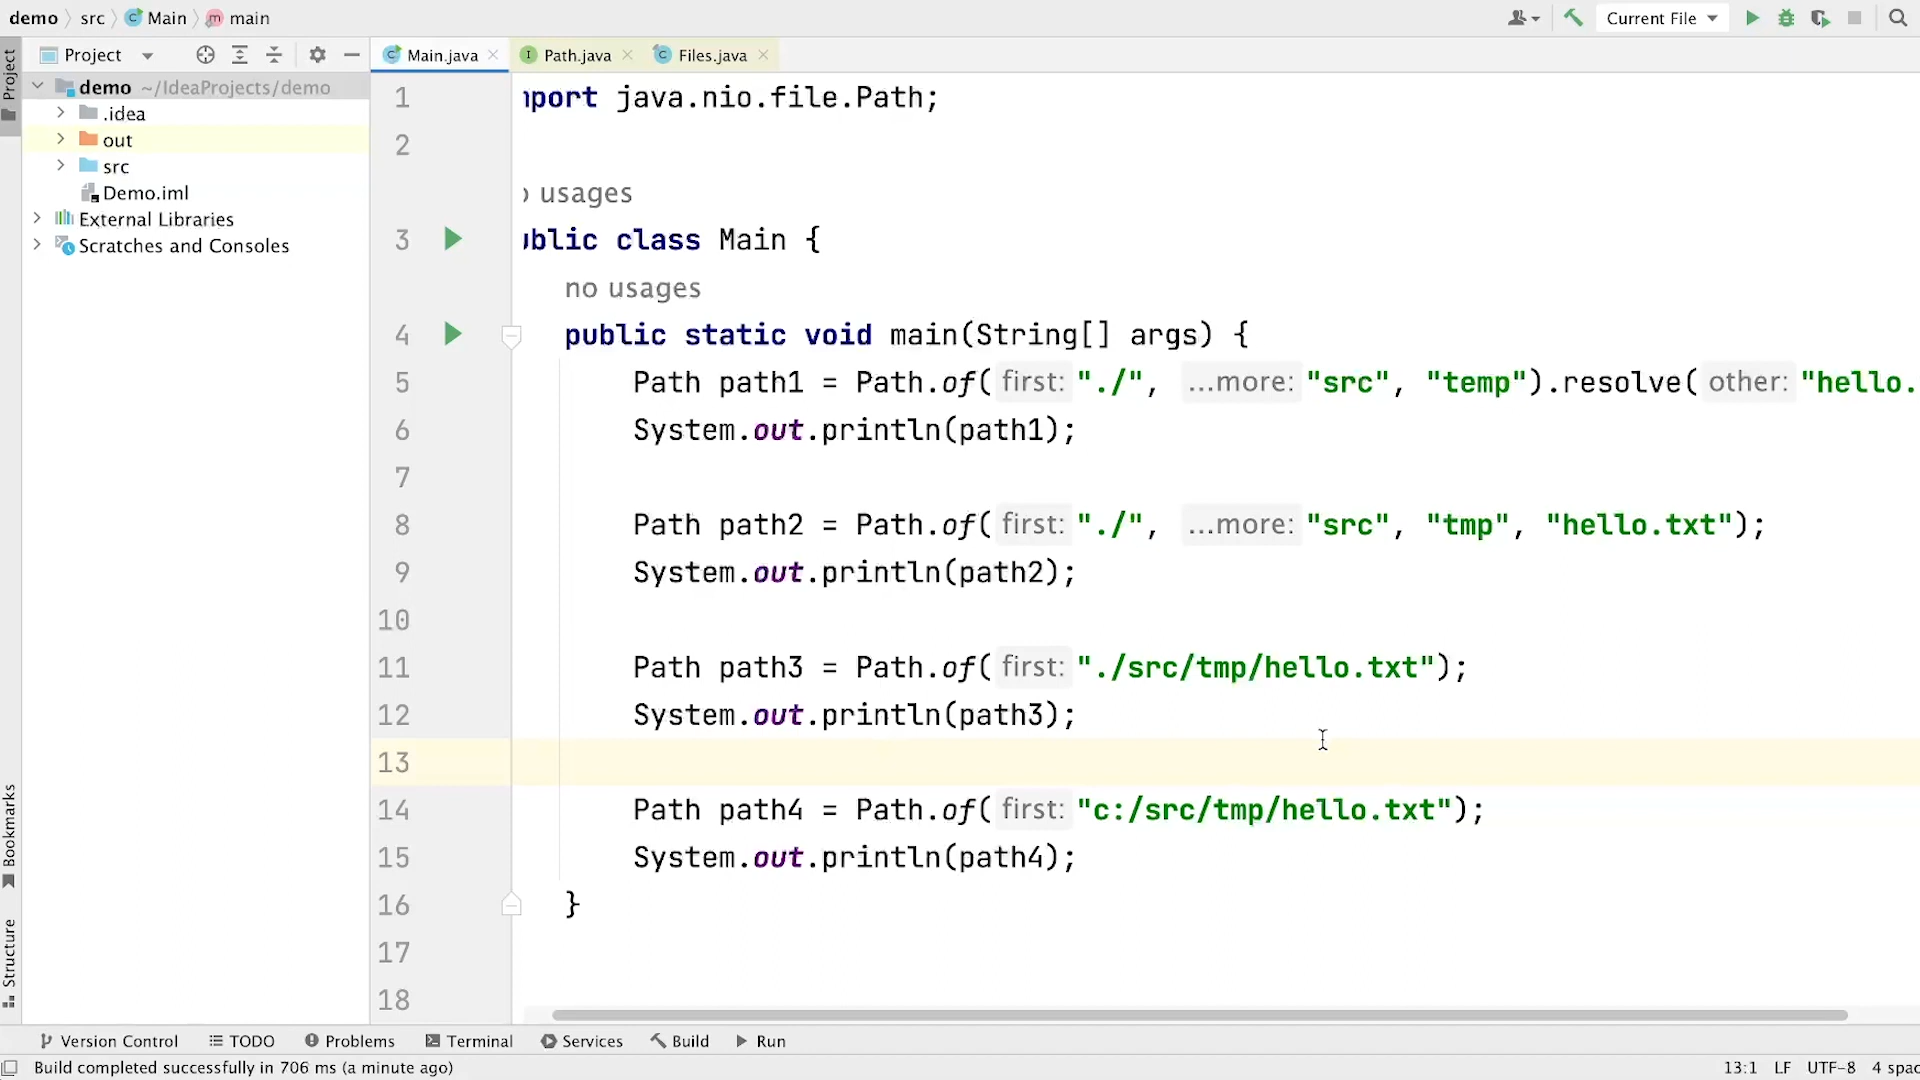 demo src Main main
Current File
Project
Main.java
Path.java
Files.java
Project
demo ~/IdeaProjects/demo
.idea
out
src
Demo.iml
External Libraries
Scratches and Consoles
Bookmarks
Structure
1 mport java.nio.file.Path;
2
usages
3 ublic class Main {
no usages
4 public static void main(String[] args) {
5 Path path1 = Path.of( first: "./", ...more: "src", "temp").resolve( other: "hello.
6 System.out.println(path1);
7
8 Path path2 = Path.of( first: "./", ...more: "src", "tmp", "hello.txt");
9 System.out.println(path2);
10
11 Path path3 = Path.of( first: "./src/tmp/hello.txt");
12 System.out.println(path3);
13
14 Path path4 = Path.of( first: "c:/src/tmp/hello.txt");
15 System.out.println(path4);
16 }
17
18
Version Control TODO Problems Terminal Services Build Run
Build completed successfully in 706 ms (a minute ago) 13:1 LF UTF-8 4 spac